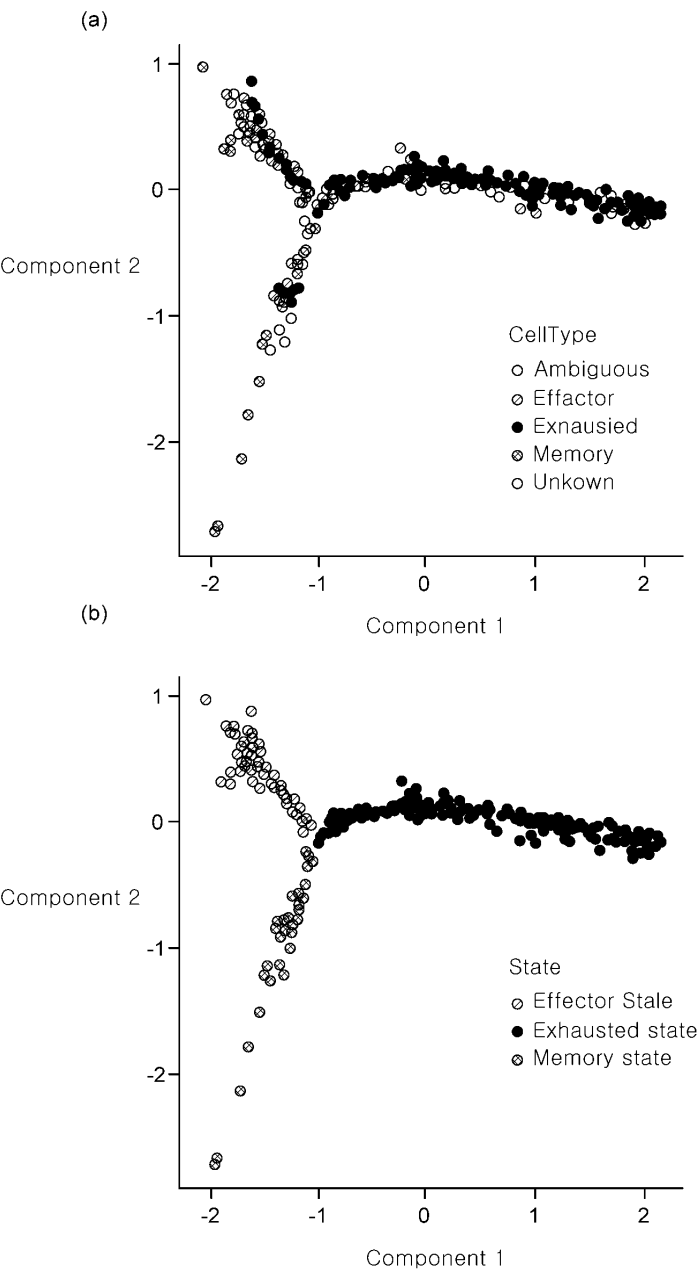 (a)
1
0
-1
-2
Component 2
CellType
Ambiguous
Effactor
Exnausied
Memory
Unkown
-2 -1 0 1 2
Component 1
(b)
1
0
-1
-2
Component 2
State
Effector Stale
Exhausted state
Memory state
-2 -1 0 1 2
Component 1